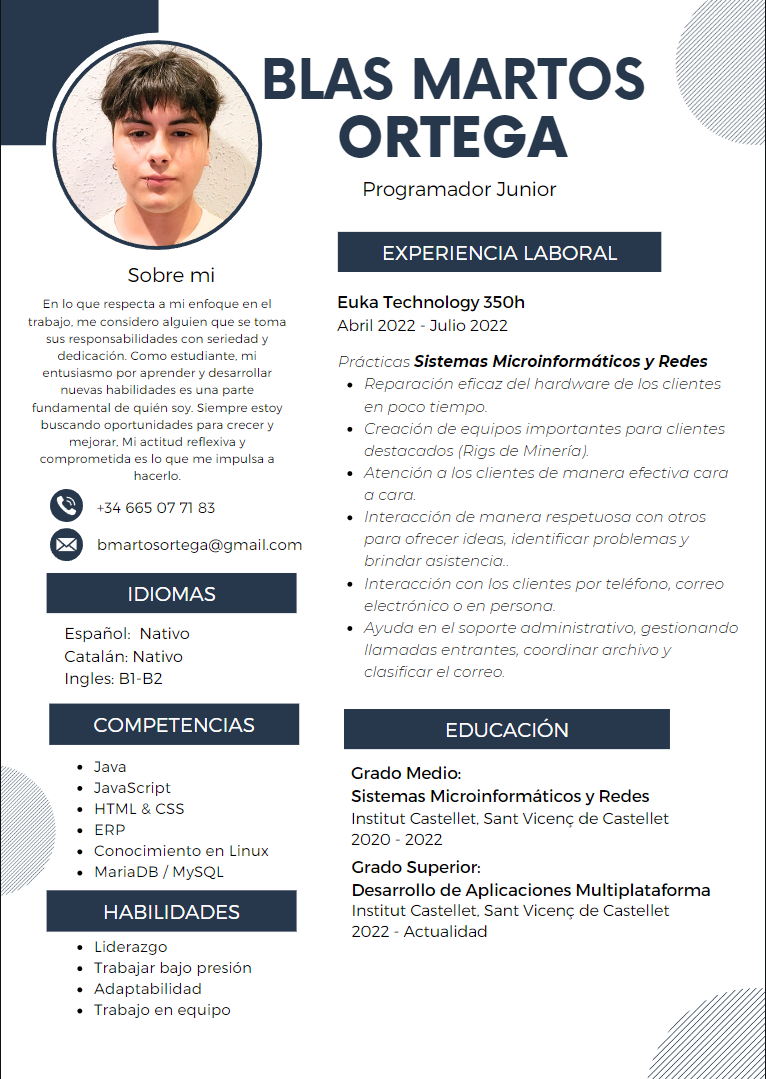 BLAS MARTOS
ORTEGA
Programador Junior
Sobre mi
En lo que respecta a mi enfoque en el
trabajo, me considero alguien que se toma
sus responsabilidades con seriedad y
dedicación. Como estudiante, mi
entusiasmo por aprender y desarrollar
nuevas habilidades es una parte
fundamental de quién soy. Siempre estoy
buscando oportunidades para crecer y
mejorar. Mi actitud reflexiva y
comprometida es lo que me impulsa a
hacerlo.
+34 665 07 71 83
bmartosortega@gmail.com
IDIOMAS
Español:  Nativo
Catalán: Nativo
Ingles: B1-B2
COMPETENCIAS
• Java
• JavaScript
• HTML & CSS
• ERP
• Conocimiento en Linux
• MariaDB / MySQL
HABILIDADES
• Liderazgo
• Trabajar bajo presión
• Adaptabilidad
• Trabajo en equipo
EXPERIENCIA LABORAL
Euka Technology 350h
Abril 2022 - Julio 2022
Prácticas Sistemas Microinformáticos y Redes
• Reparación eficaz del hardware de los clientes
en poco tiempo.
• Creación de equipos importantes para clientes
destacados (Rigs de Minería).
• Atención a los clientes de manera efectiva cara
a cara.
• Interacción de manera respetuosa con otros
para ofrecer ideas, identificar problemas y
brindar asistencia..
• Interacción con los clientes por teléfono, correo
electrónico o en persona.
• Ayuda en el soporte administrativo, gestionando
llamadas entrantes, coordinar archivo y
clasificar el correo.
EDUCACIÓN
Grado Medio:
Sistemas Microinformáticos y Redes
Institut Castellet, Sant Vicenç de Castellet
2020 - 2022
Grado Superior:
Desarrollo de Aplicaciones Multiplataforma
Institut Castellet, Sant Vicenç de Castellet
2022 - Actualidad